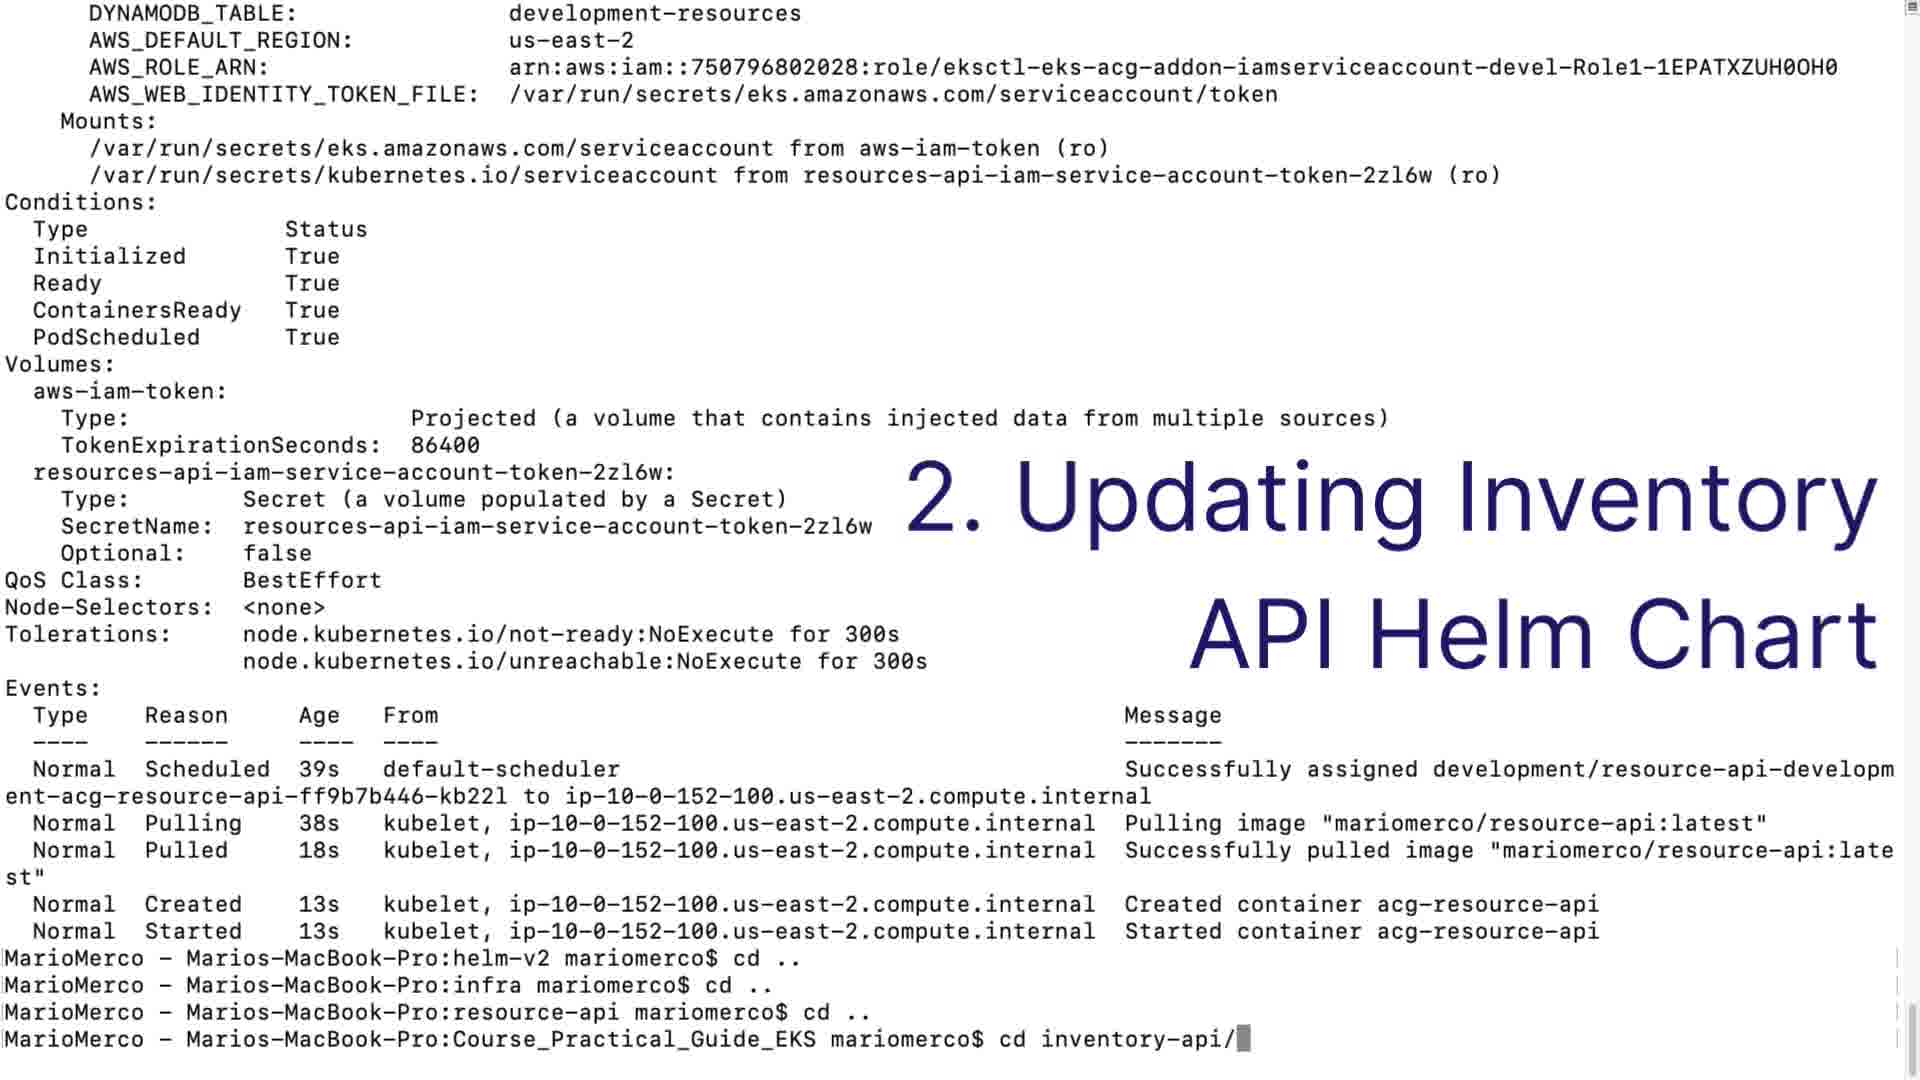 DYNAMODB_TABLE: development-resources
AWS_DEFAULT_REGION: us-east-2
AWS_ROLE_ARN: arn:aws:iam::750796802028:role/eksctl-eks-acg-addon-iamserviceaccount-devel-Role1-1EPATXZUH0OH0
AWS_WEB_IDENTITY_TOKEN_FILE: /var/run/secrets/eks.amazonaws.com/serviceaccount/token
Mounts:
/var/run/secrets/eks.amazonaws.com/serviceaccount from aws-iam-token (ro)
/var/run/secrets/kubernetes.io/serviceaccount from resources-api-iam-service-account-token-2zl6w (ro)
Conditions:
Type Status
Initialized True
Ready True
ContainersReady True
PodScheduled True
Volumes:
aws-iam-token:
Type: Projected (a volume that contains injected data from multiple sources)
TokenExpirationSeconds: 86400
resources-api-iam-service-account-token-2zl6w:
Type: Secret (a volume populated by a Secret)
SecretName: resources-api-iam-service-account-token-2zl6w
Optional: false
QoS Class: BestEffort
Node-Selectors: <none>
Tolerations: node.kubernetes.io/not-ready:NoExecute for 300s
node.kubernetes.io/unreachable:NoExecute for 300s
2. Updating Inventory
API Helm Chart
Events:
Type Reason Age From Message
---- ------ ---- ---- -------
Normal Scheduled 39s default-scheduler Successfully assigned development/resource-api-developm
ent-acg-resource-api-ff9b7b446-kb22l to ip-10-0-152-100.us-east-2.compute.internal
Normal Pulling 38s kubelet, ip-10-0-152-100.us-east-2.compute.internal Pulling image "mariomerco/resource-api:latest"
Normal Pulled 18s kubelet, ip-10-0-152-100.us-east-2.compute.internal Successfully pulled image "mariomerco/resource-api:late
st"
Normal Created 13s kubelet, ip-10-0-152-100.us-east-2.compute.internal Created container acg-resource-api
Normal Started 13s kubelet, ip-10-0-152-100.us-east-2.compute.internal Started container acg-resource-api
MarioMerco - Marios-MacBook-Pro:helm-v2 mariomerco$ cd ..
MarioMerco - Marios-MacBook-Pro:infra mariomerco$ cd ..
MarioMerco - Marios-MacBook-Pro:resource-api mariomerco$ cd ..
MarioMerco - Marios-MacBook-Pro:Course_Practical_Guide_EKS mariomerco$ cd inventory-api/